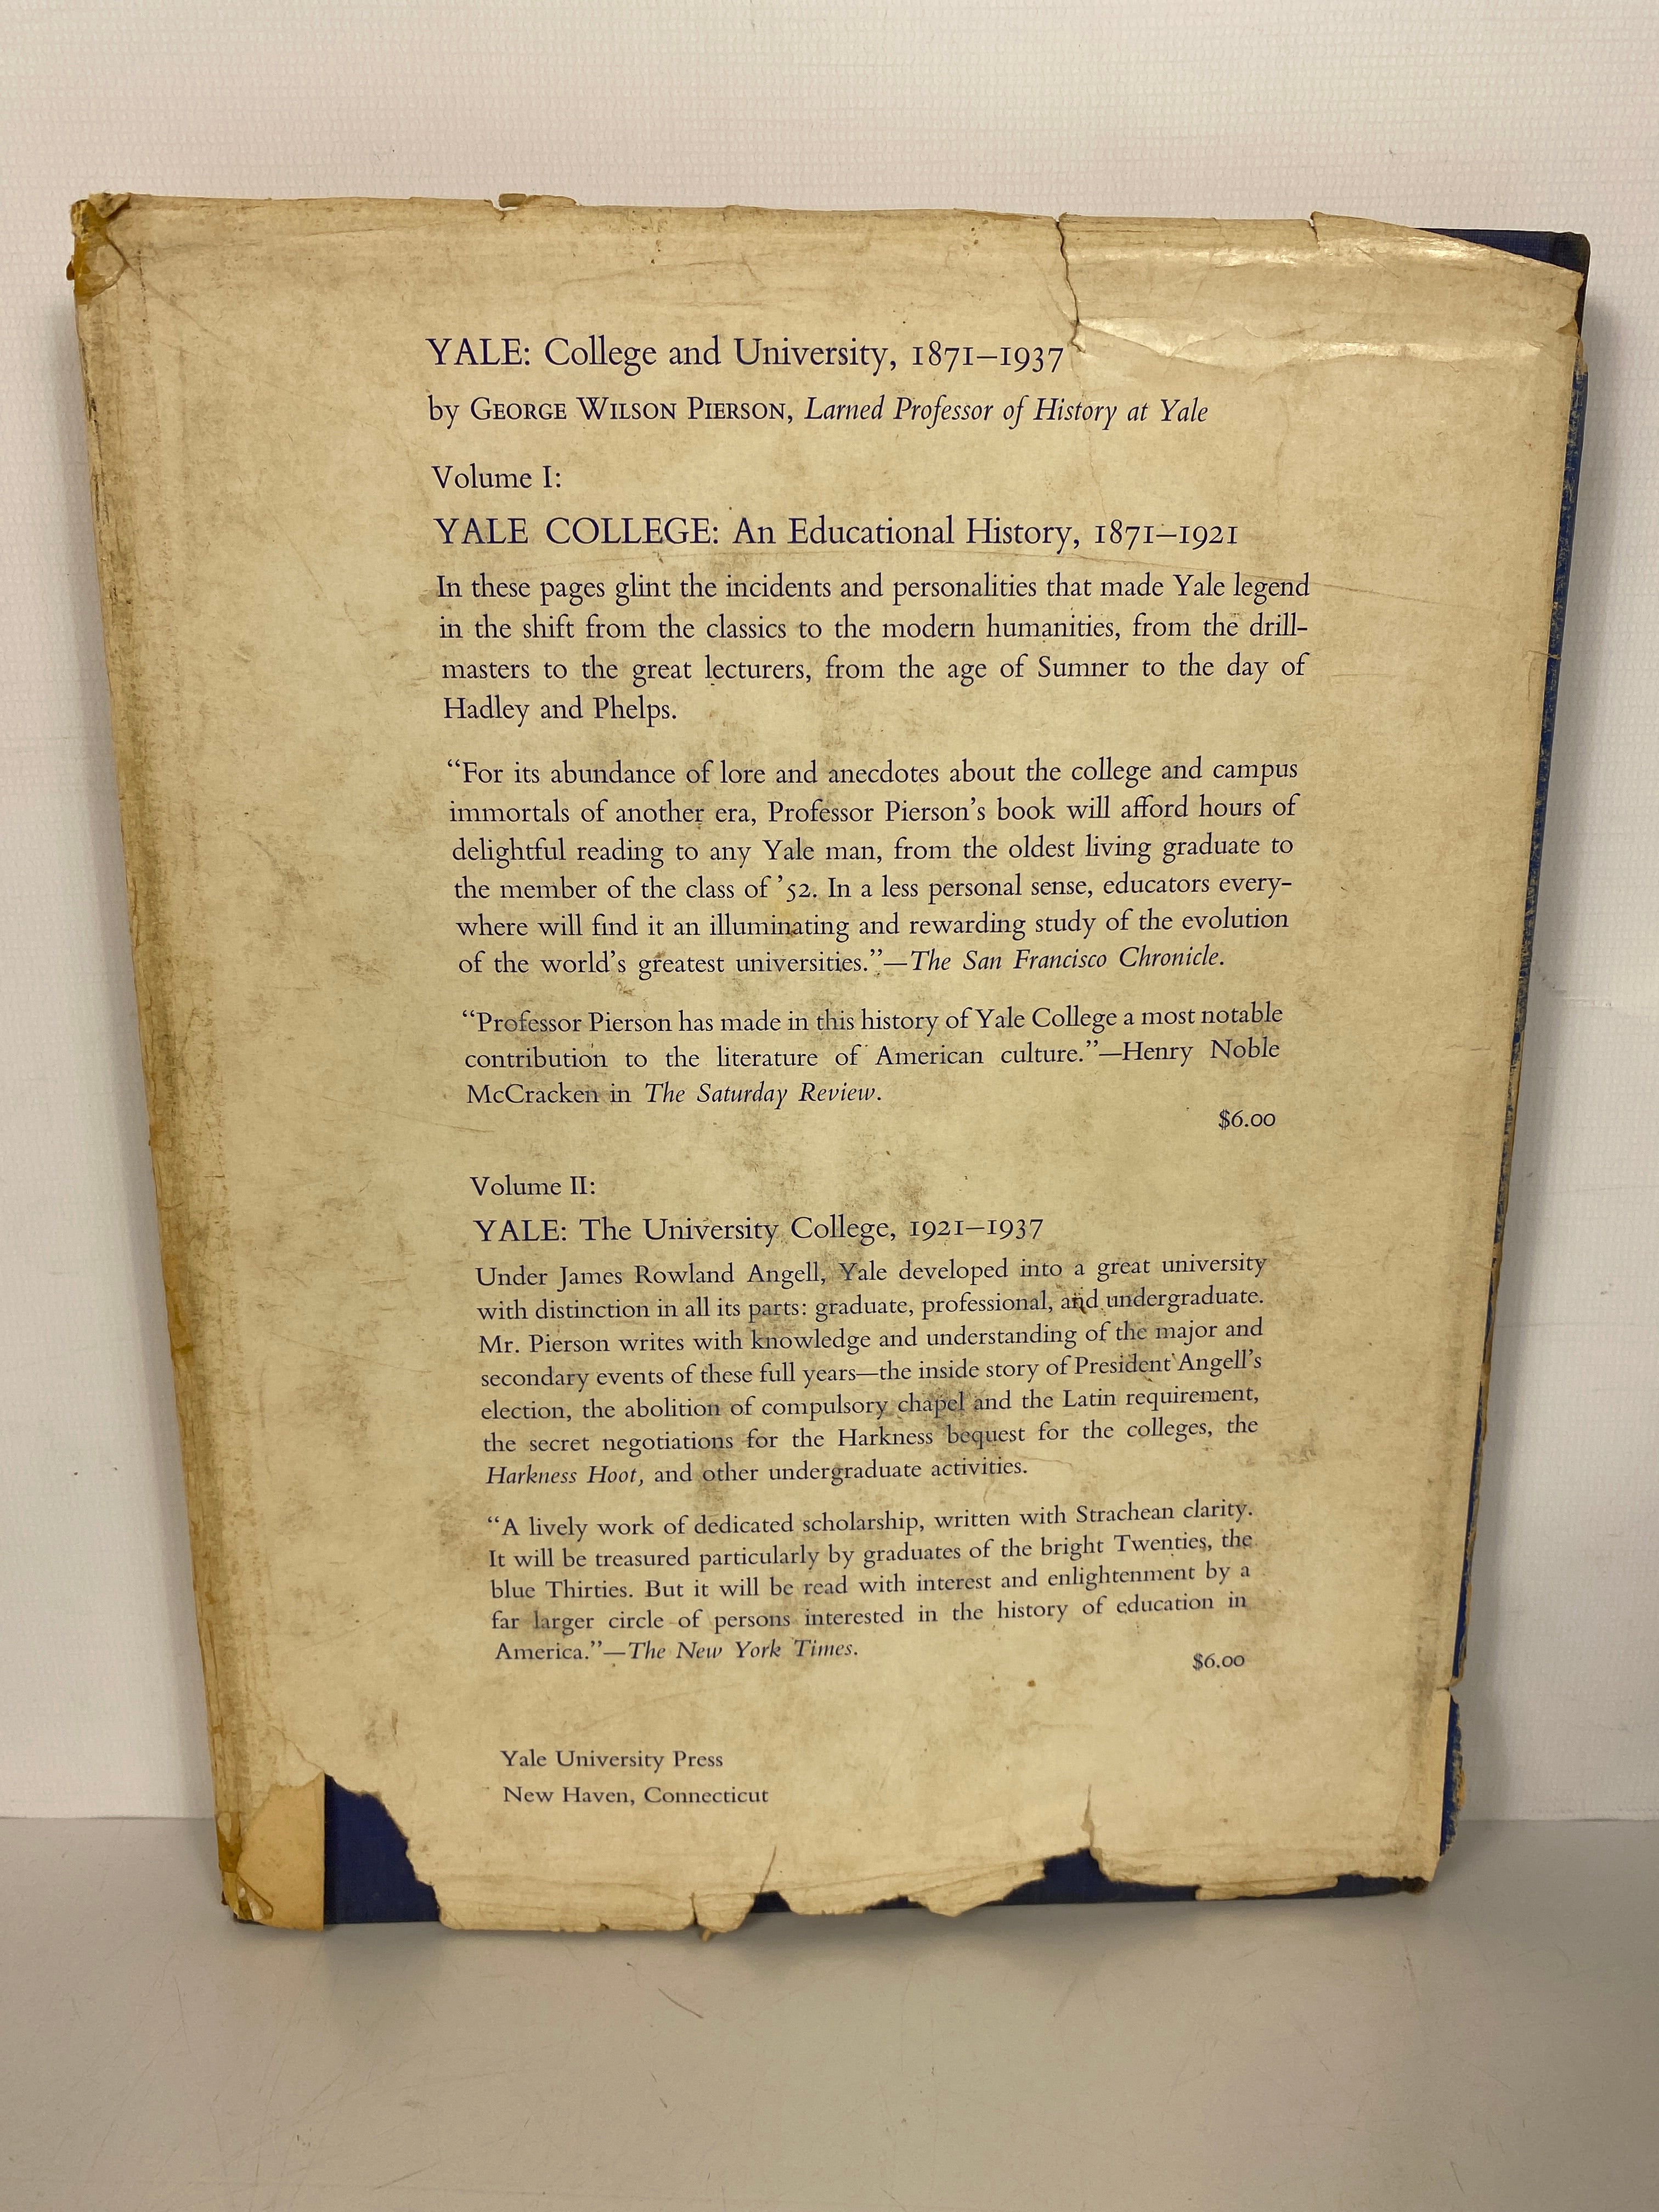 YALE: College and University, 1871–1937
by GEORGE WILSON PIERSON, Larned Professor of History at Yale
Volume I:
YALE COLLEGE: An Educational History, 1871–1921
In these pages glint the incidents and personalities that made Yale legend
in the shift from the classics to the modern humanities, from the drill-
masters to the great lecturers, from the age of Sumner to the day of
Hadley and Phelps.
“For its abundance of lore and anecdotes about the college and campus
immortals of another era, Professor Pierson’s book will afford hours of
delightful reading to any Yale man, from the oldest living graduate to
the member of the class of ’52. In a less personal sense, educators every-
where will find it an illuminating and rewarding study of the evolution
of the world’s greatest universities.”—The San Francisco Chronicle.
“Professor Pierson has made in this history of Yale College a most notable
contribution to the literature of American culture.”—Henry Noble
McCracken in The Saturday Review.
$6.00
Volume II:
YALE: The University College, 1921–1937
Under James Rowland Angell, Yale developed into a great university
with distinction in all its parts: graduate, professional, and undergraduate.
Mr. Pierson writes with knowledge and understanding of the major and
secondary events of these full years—the inside story of President Angell’s
election, the abolition of compulsory chapel and the Latin requirement,
the secret negotiations for the Harkness bequest for the colleges, the
Harkness Hoot, and other undergraduate activities.
“A lively work of dedicated scholarship, written with Strachean clarity.
It will be treasured particularly by graduates of the bright Twenties, the
blue Thirties. But it will be read with interest and enlightenment by a
far larger circle of persons interested in the history of education in
America.”—The New York Times.
$6.00
Yale University Press
New Haven, Connecticut